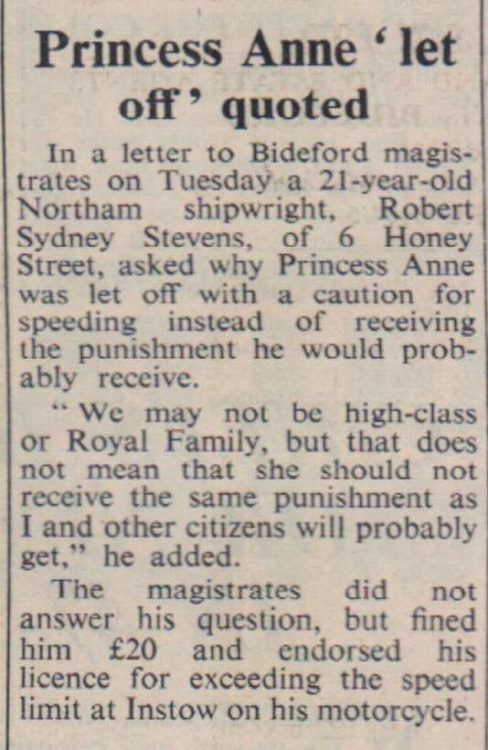 Princess Anne ‘ let
off ’ quoted
In a letter to Bideford magis-
trates on Tuesday a 21-year-old
Northam shipwright, Robert
Sydney Stevens, of 6 Honey
Street, asked why Princess Anne
was let off with a caution for
speeding instead of receiving
the punishment he would prob-
ably receive.
“ We may not be high-class
or Royal Family, but that does
not mean that she should not
receive the same punishment as
I and other citizens will probably
get,” he added.
The magistrates did not
answer his question, but fined
him £20 and endorsed his
licence for exceeding the speed
limit at Instow on his motorcycle.